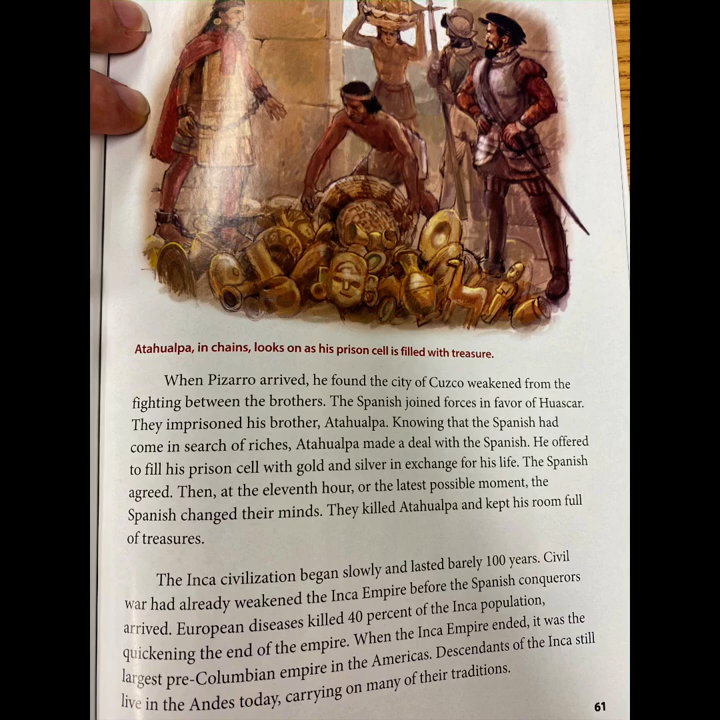 Atahualpa, in chains, looks on as his prison cell is filled with treasure.
When Pizarro arrived, he found the city of Cuzco weakened from the
fighting between the brothers. The Spanish joined forces in favor of Huascar.
They imprisoned his brother, Atahualpa. Knowing that the Spanish had
come in search of riches, Atahualpa made a deal with the Spanish. He offered
to fill his prison cell with gold and silver in exchange for his life. The Spanish
agreed. Then, at the eleventh hour, or the latest possible moment, the
Spanish changed their minds. They killed Atahualpa and kept his room full
of treasures.
The Inca civilization began slowly and lasted barely 100 years. Civil
war had already weakened the Inca Empire before the Spanish conquerors
arrived. European diseases killed 40 percent of the Inca population,
quickening the end of the empire. When the Inca Empire ended, it was the
largest pre-Columbian empire in the Americas. Descendants of the Inca still
live in the Andes today, carrying on many of their traditions.
61